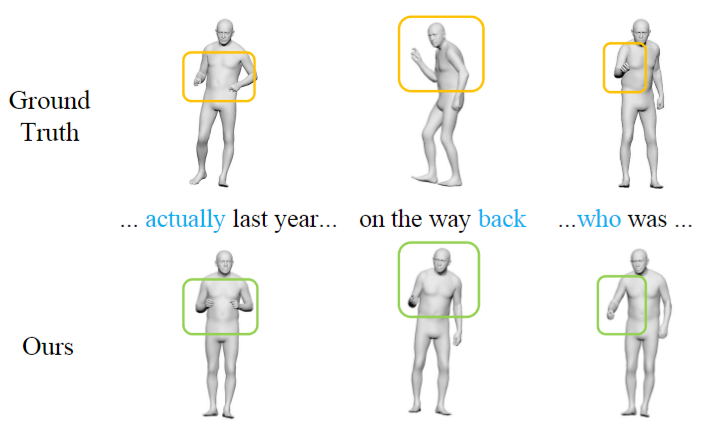 Ground
Truth
... actually last year... on the way back ...who was ...
Ours